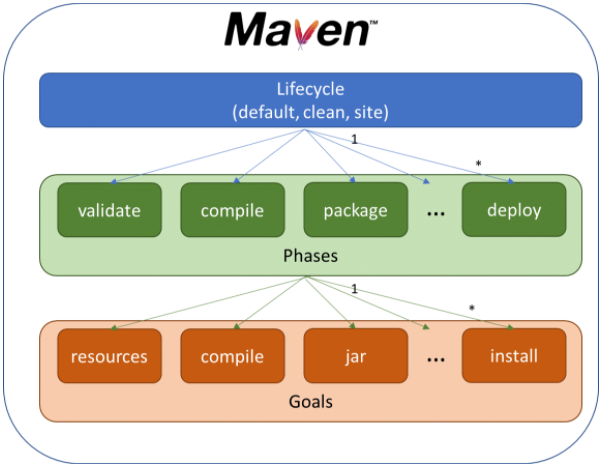 Maven™
Lifecycle
(default, clean, site)
1
*
validate
compile
package
...
deploy
Phases
1
*
resources
compile
jar
...
install
Goals